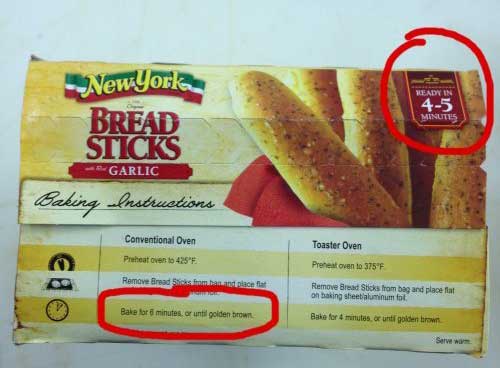 New York
The
Original
BREAD
STICKS
with Real GARLIC
READY IN
4-5
MINUTES
Baking Instructions
Conventional Oven
Preheat oven to 425°F.
Remove Bread Sticks from bag and place flat
foil.
Bake for 6 minutes, or until golden brown.
Toaster Oven
Preheat oven to 375°F.
Remove Bread Sticks from bag and place flat
on baking sheet/aluminum foil.
Bake for 4 minutes, or until golden brown.
Serve warm.